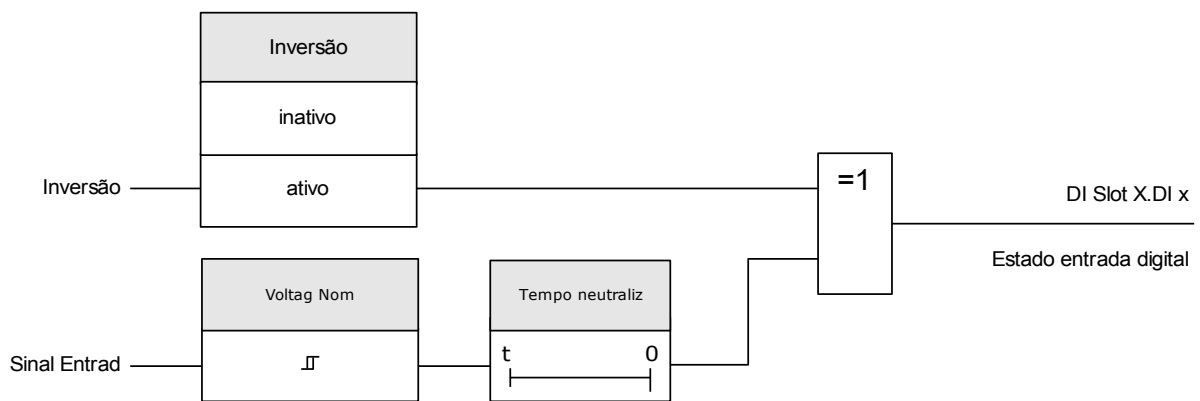 Inversão
inativo
Inversão
ativo
=1
DI Slot X.DI x
Estado entrada digital
Voltag Nom
Tempo neutraliz
Sinal Entrad
t
0